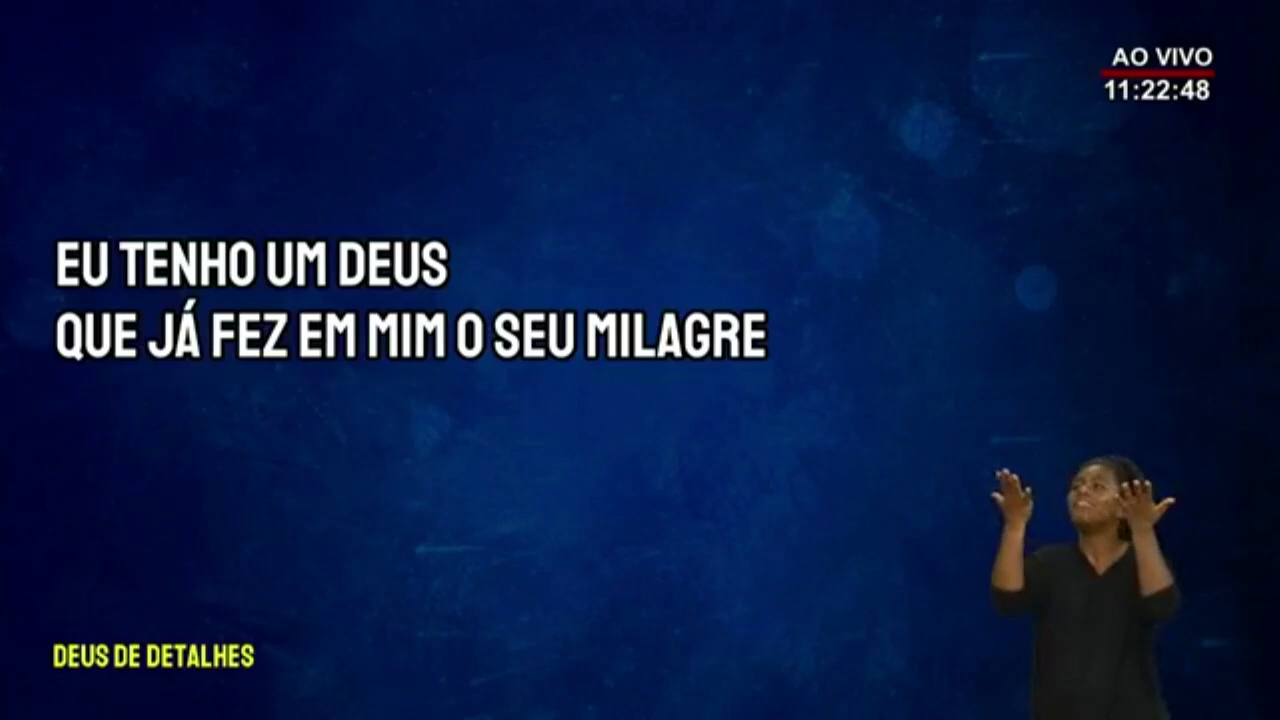 AO VIVO
11:22:48
EU TENHO UM DEUS
QUE JÁ FEZ EM MIM O SEU MILAGRE
DEUS DE DETALHES